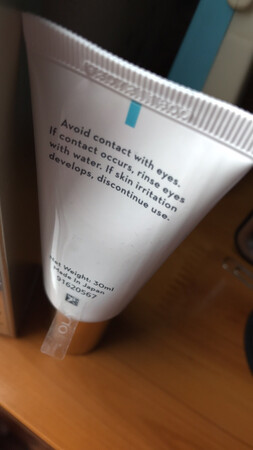 Avoid contact with eyes.
If contact occurs, rinse eyes
with water. If skin irritation
develops, discontinue use.
Net Weight. 30ml
Made In Japan
91620567